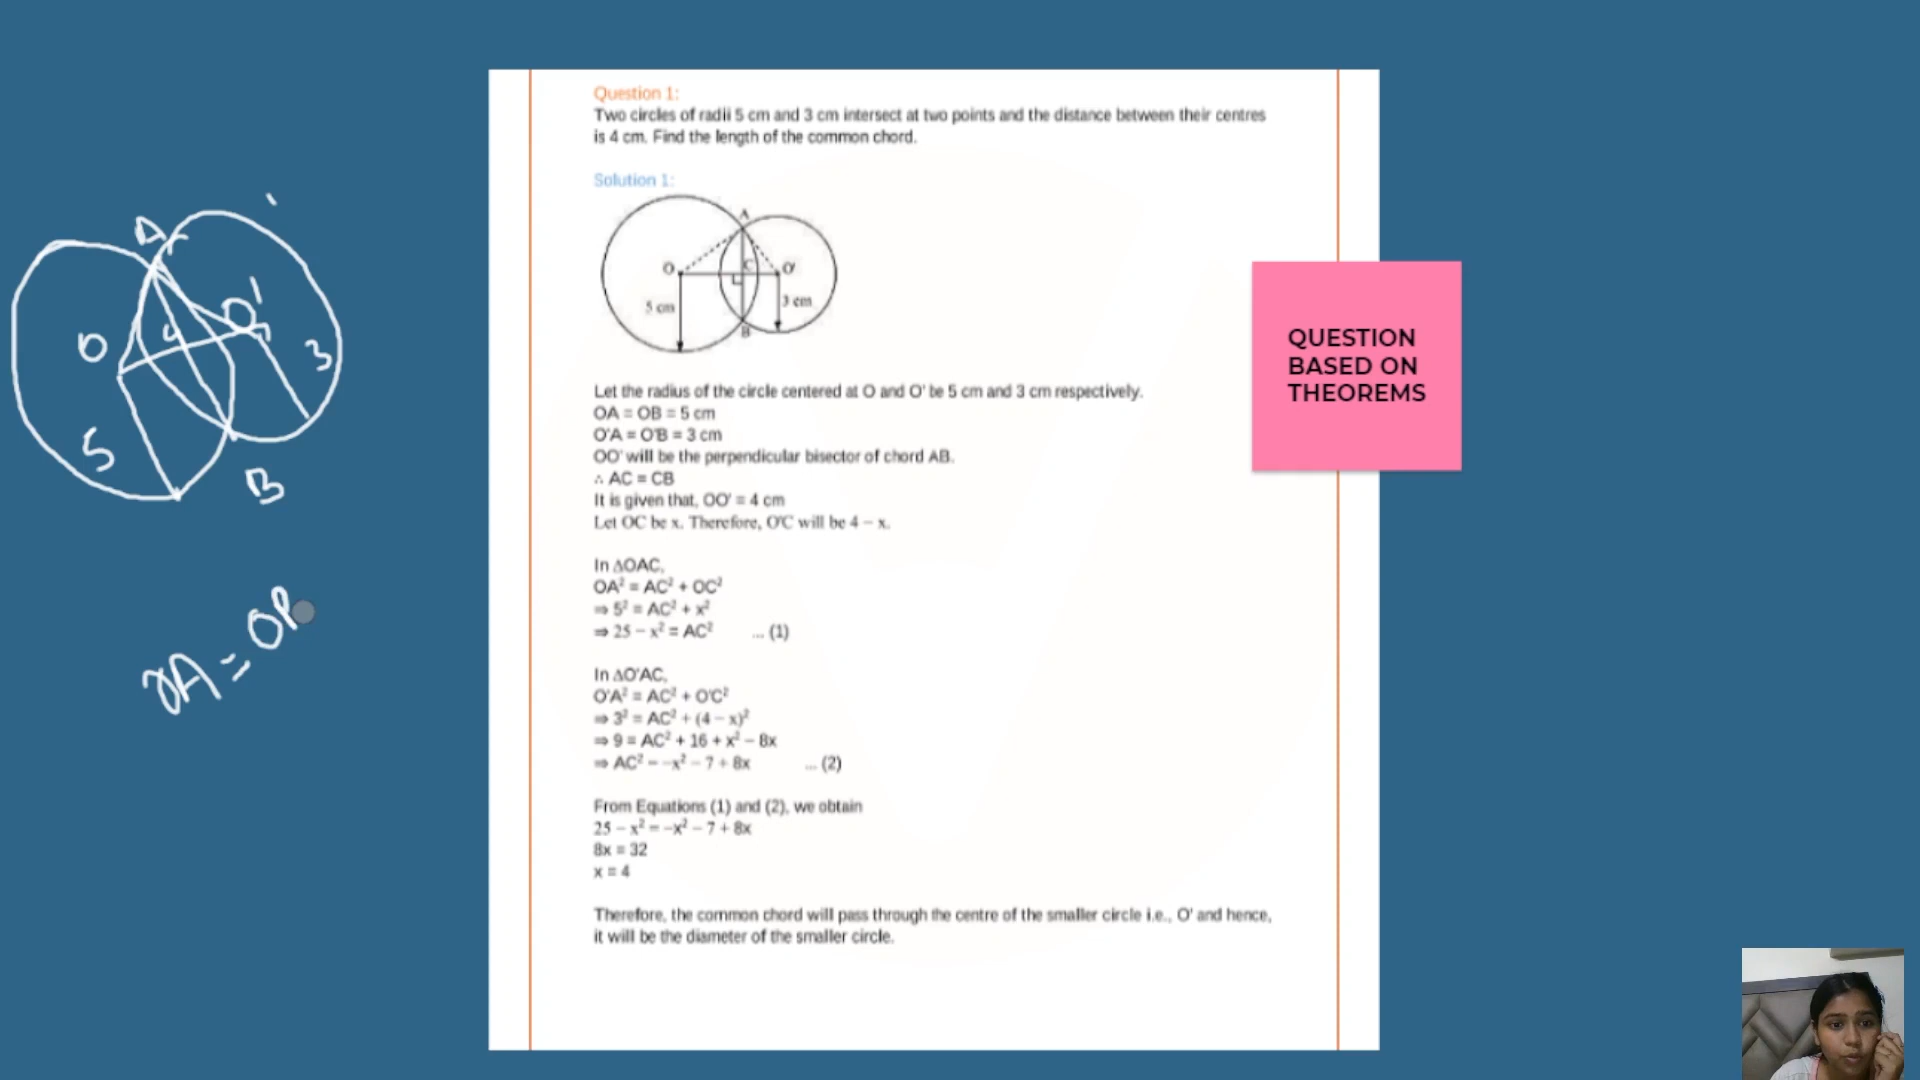 Question 1:
Two circles of radii 5 cm and 3 cm intersect at two points and the distance between their centres
is 4 cm. Find the length of the common chord.
Solution 1:
A
O
C
O'
5 cm
3 cm
B
Let the radius of the circle centered at O and O' be 5 cm and 3 cm respectively.
OA = OB = 5 cm
O'A = O'B = 3 cm
OO' will be the perpendicular bisector of chord AB.
∴ AC = CB
It is given that, OO' = 4 cm
Let OC be x. Therefore, O'C will be 4 − x.
In ΔOAC,
OA² = AC² + OC²
⇒ 5² = AC² + x²
⇒ 25 − x² = AC² ... (1)
In ΔO'AC,
O'A² = AC² + O'C²
⇒ 3² = AC² + (4 − x)²
⇒ 9 = AC² + 16 + x² − 8x
⇒ AC² = −x² − 7 + 8x ... (2)
From Equations (1) and (2), we obtain
25 − x² = −x² − 7 + 8x
8x = 32
x = 4
Therefore, the common chord will pass through the centre of the smaller circle i.e., O' and hence,
it will be the diameter of the smaller circle.
QUESTION
BASED ON
THEOREMS
A
O
4
O'
3
5
B
OA = OP